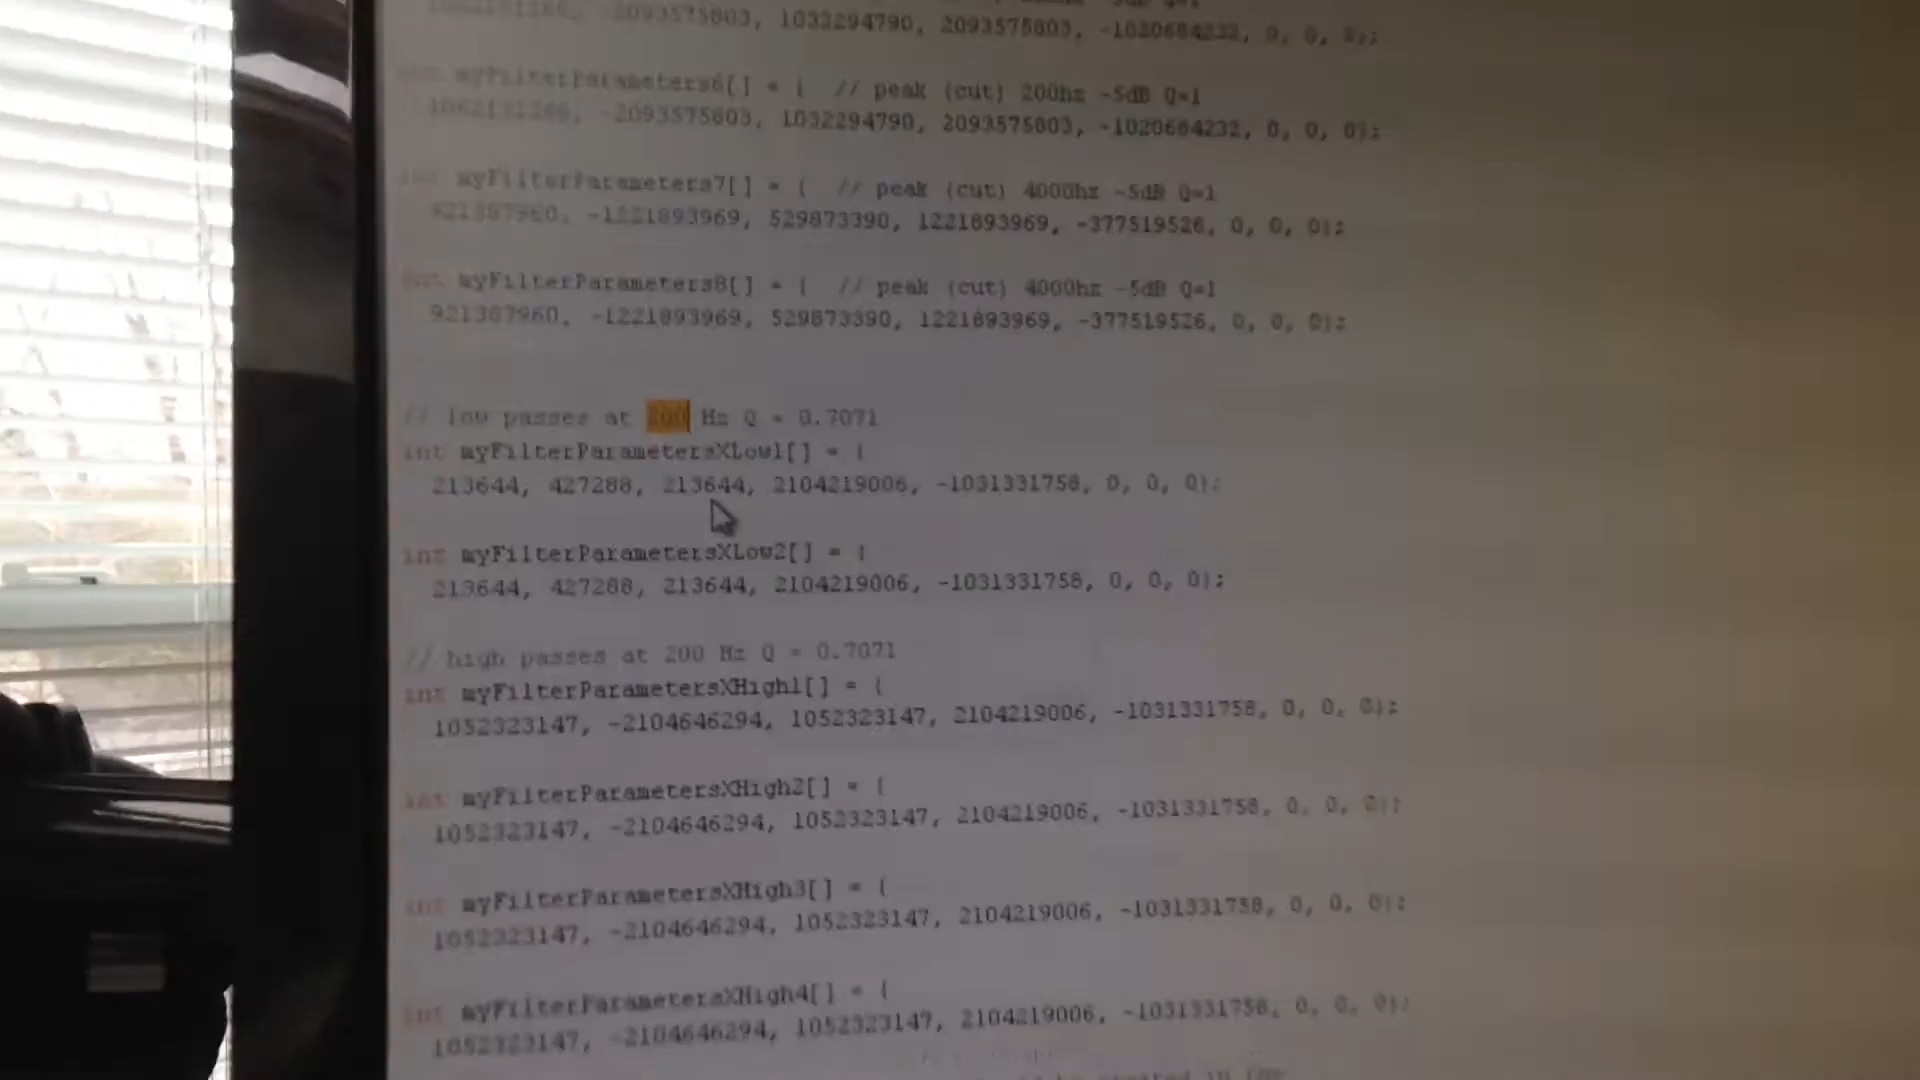 -2093575803, 1032294790, 2093575803, -1020684232, 0, 0, 0};
int myFilterParameters6[] = { // peak (cut) 200hz -5dB Q=1
-2093575803, 1032294790, 2093575803, -1020684232, 0, 0, 0};
int myFilterParameters7[] = { // peak (cut) 4000hz -5dB Q=1
921387960, -1221893969, 529873390, 1221893969, -377519526, 0, 0, 0};
int myFilterParameters8[] = { // peak (cut) 4000hz -5dB Q=1
921387960, -1221893969, 529873390, 1221893969, -377519526, 0, 0, 0};
// low passes at 200 Hz Q = 0.7071
int myFilterParametersXLow1[] = {
213644, 427288, 213644, 2104219006, -1031331758, 0, 0, 0};
int myFilterParametersXLow2[] = {
213644, 427288, 213644, 2104219006, -1031331758, 0, 0, 0};
// high passes at 200 Hz Q = 0.7071
int myFilterParametersXHigh1[] = {
1052323147, -2104646294, 1052323147, 2104219006, -1031331758, 0, 0, 0};
int myFilterParametersXHigh2[] = {
1052323147, -2104646294, 1052323147, 2104219006, -1031331758, 0, 0, 0};
int myFilterParametersXHigh3[] = {
1052323147, -2104646294, 1052323147, 2104219006, -1031331758, 0, 0, 0};
int myFilterParametersXHigh4[] = {
1052323147, -2104646294, 1052323147, 2104219006, -1031331758, 0, 0, 0};